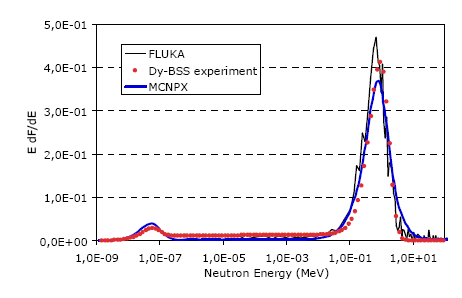 5,0E-01
4,0E-01
3,0E-01
2,0E-01
1,0E-01
0,0E+00
E dF/dE
FLUKA
Dy-BSS experiment
MCNPX
1,0E-09 1,0E-07 1,0E-05 1,0E-03 1,0E-01 1,0E+01
Neutron Energy (MeV)